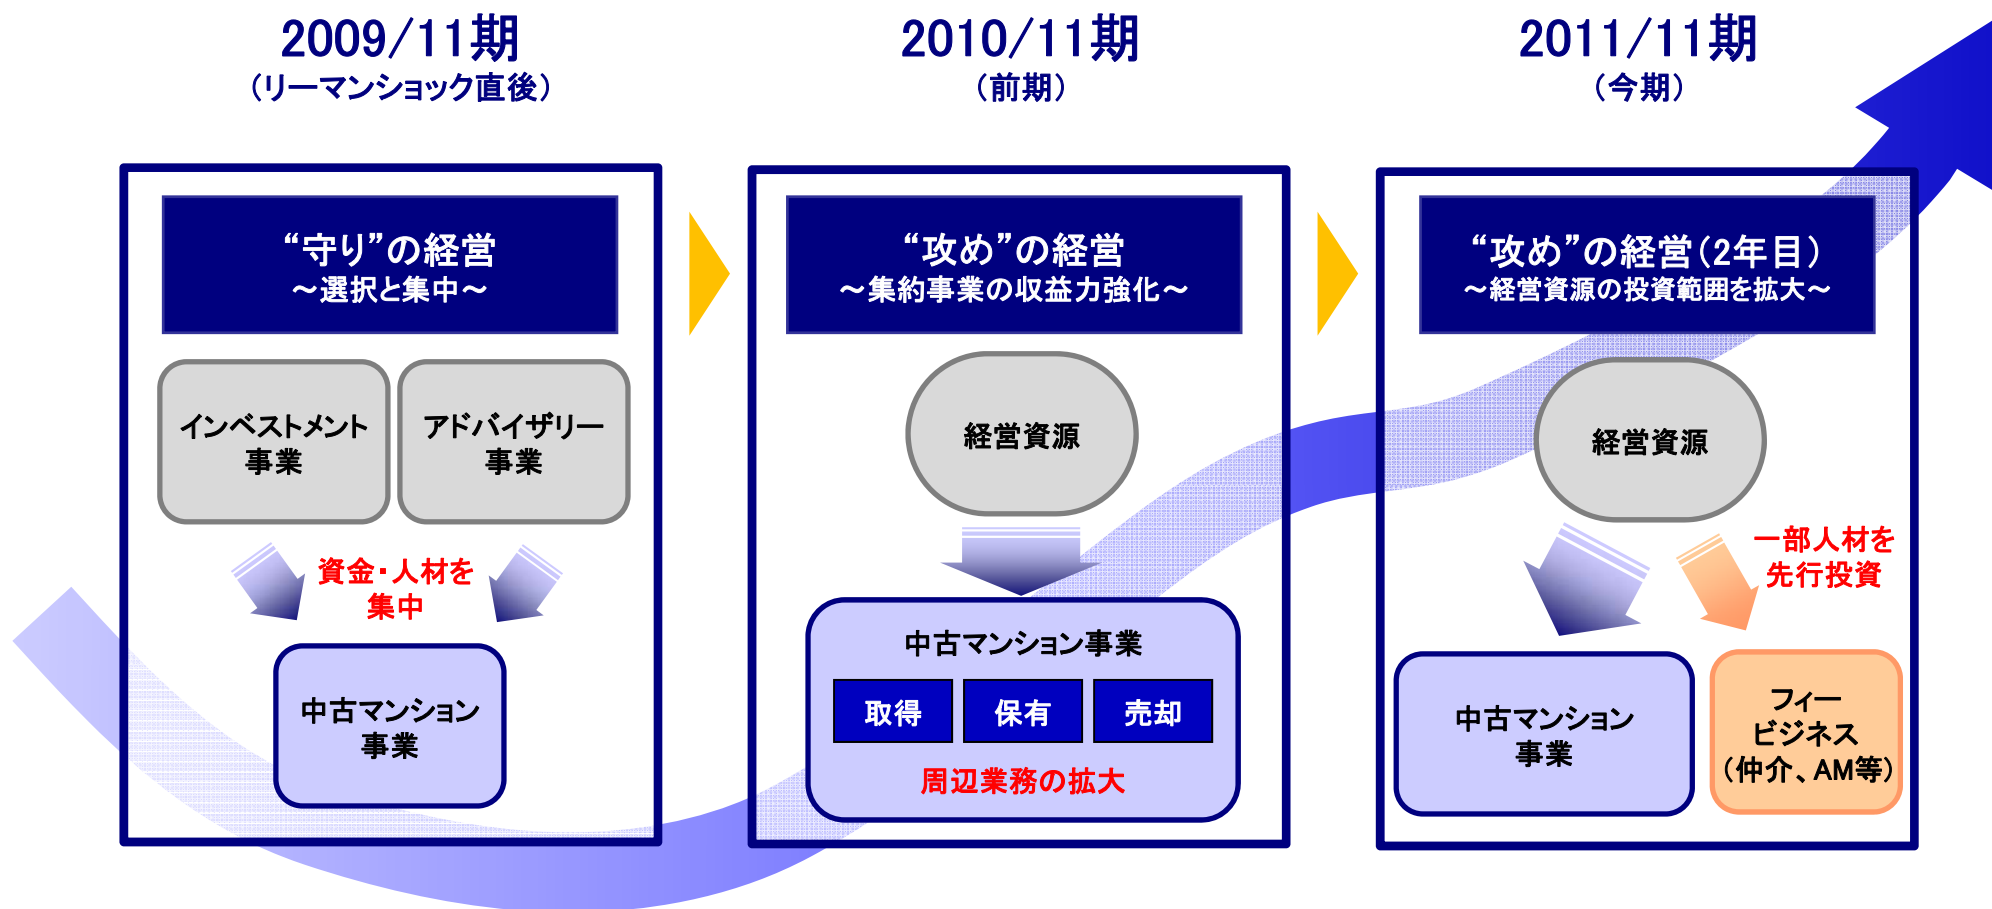 2009/11期
（リーマンショック直後）
“守り”の経営
～選択と集中～
インベストメント
事業
アドバイザリー
事業
資金・人材を
集中
中古マンション
事業
2010/11期
（前期）
“攻め”の経営
～集約事業の収益力強化～
経営資源
中古マンション事業
取得
保有
売却
周辺業務の拡大
2011/11期
（今期）
“攻め”の経営（2年目）
～経営資源の投資範囲を拡大～
経営資源
一部人材を
先行投資
中古マンション
事業
フィー
ビジネス
（仲介、AM等）